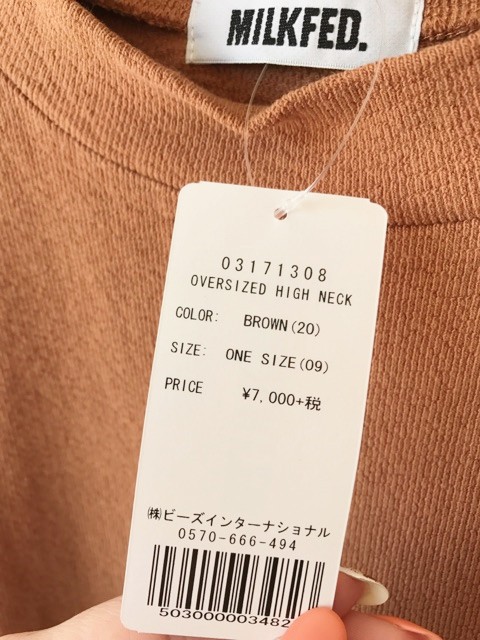 MILKFED.
03171308
OVERSIZED HIGH NECK
COLOR: BROWN(20)
SIZE: ONE SIZE(09)
PRICE ¥7,000+税
㈱ビーズインターナショナル
0570-666-494